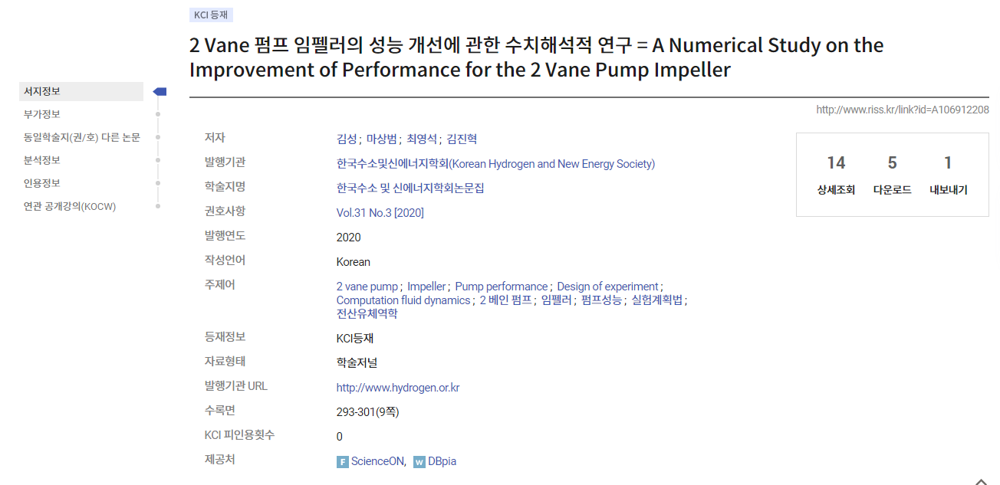 KCI 등재
2 Vane 펌프 임펠러의 성능 개선에 관한 수치해석적 연구 = A Numerical Study on the
Improvement of Performance for the 2 Vane Pump Impeller
http://www.riss.kr/link?id=A106912208
서지정보
부가정보
동일학술지(권/호) 다른 논문
분석정보
인용정보
연관 공개강의(KOCW)
저자 김성 ; 마상범 ; 최영석 ; 김진혁
발행기관 한국수소및신에너지학회(Korean Hydrogen and New Energy Society)
학술지명 한국수소 및 신에너지학회논문집
권호사항 Vol.31 No.3 [2020]
발행연도 2020
작성언어 Korean
주제어 2 vane pump ; Impeller ; Pump performance ; Design of experiment ;
Computation fluid dynamics ; 2 베인 펌프 ; 임펠러 ; 펌프성능 ; 실험계획법 ;
전산유체역학
등재정보 KCI등재
자료형태 학술저널
발행기관 URL http://www.hydrogen.or.kr
수록면 293-301(9쪽)
KCI 피인용횟수 0
제공처 F ScienceON, W DBpia
14 5 1
상세조회 다운로드 내보내기